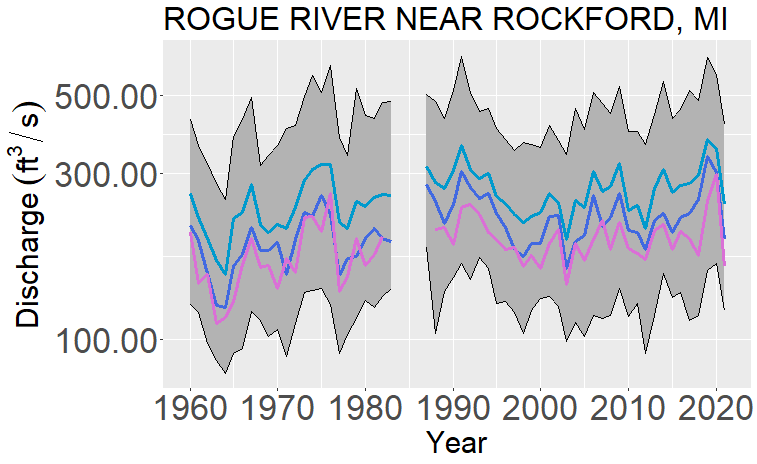 ROGUE RIVER NEAR ROCKFORD, MI
Discharge (ft³/s)
500.00
300.00
100.00
1960 1970 1980 1990 2000 2010 2020
Year